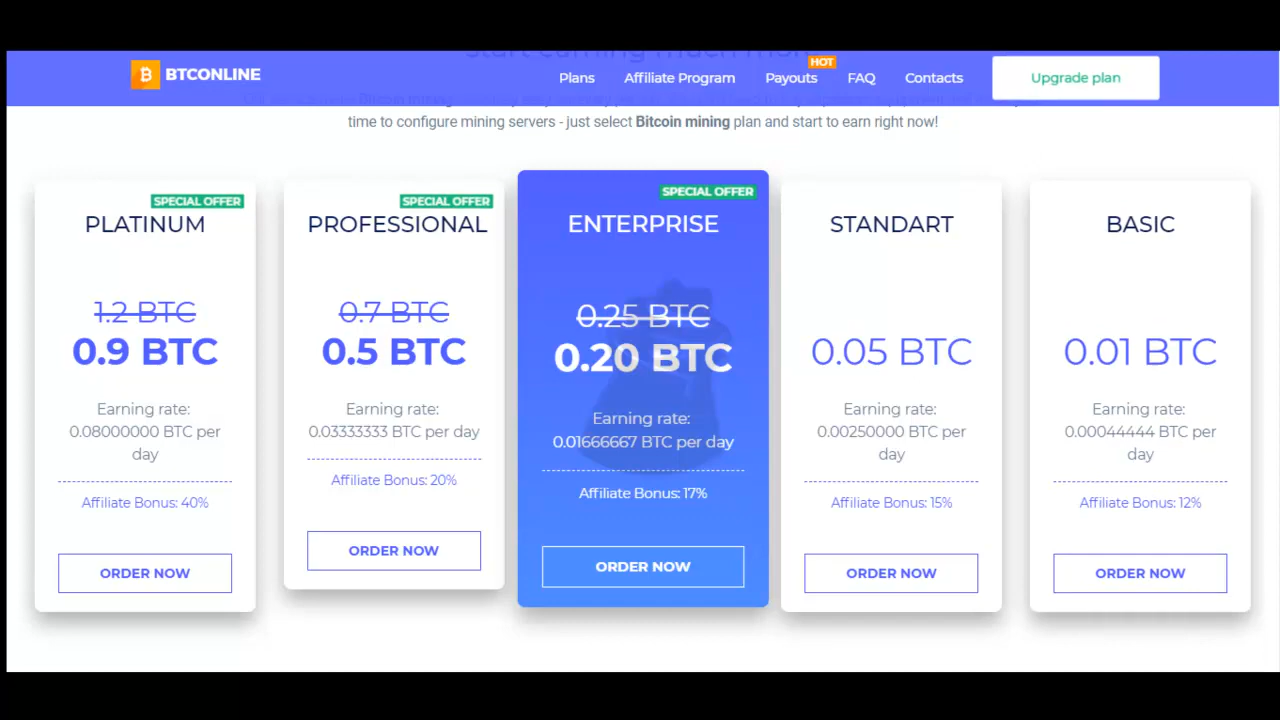 BTCONLINE
Plans
Affiliate Program
Payouts
HOT
FAQ
Contacts
Upgrade plan
time to configure mining servers - just select Bitcoin mining plan and start to earn right now!
SPECIAL OFFER
PLATINUM
1.2 BTC
0.9 BTC
Earning rate:
0.08000000 BTC per
day
Affiliate Bonus: 40%
ORDER NOW
SPECIAL OFFER
PROFESSIONAL
0.7 BTC
0.5 BTC
Earning rate:
0.03333333 BTC per day
Affiliate Bonus: 20%
ORDER NOW
SPECIAL OFFER
ENTERPRISE
0.25 BTC
0.20 BTC
Earning rate:
0.01666667 BTC per day
Affiliate Bonus: 17%
ORDER NOW
STANDART
0.05 BTC
Earning rate:
0.00250000 BTC per
day
Affiliate Bonus: 15%
ORDER NOW
BASIC
0.01 BTC
Earning rate:
0.00044444 BTC per
day
Affiliate Bonus: 12%
ORDER NOW